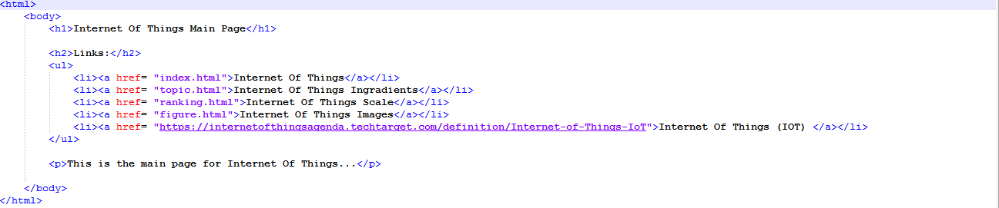 <html>
<body>
<h1>Internet Of Things Main Page</h1>
<h2>Links:</h2>
<ul>
<li><a href= "index.html">Internet Of Things</a></li>
<li><a href= "topic.html">Internet Of Things Ingradients</a></li>
<li><a href= "ranking.html">Internet Of Things Scale</a></li>
<li><a href= "figure.html">Internet Of Things Images</a></li>
<li><a href= "https://internetofthingsagenda.techtarget.com/definition/Internet-of-Things-IoT">Internet Of Things (IOT) </a></li>
</ul>
<p>This is the main page for Internet Of Things...</p>
</body>
</html>